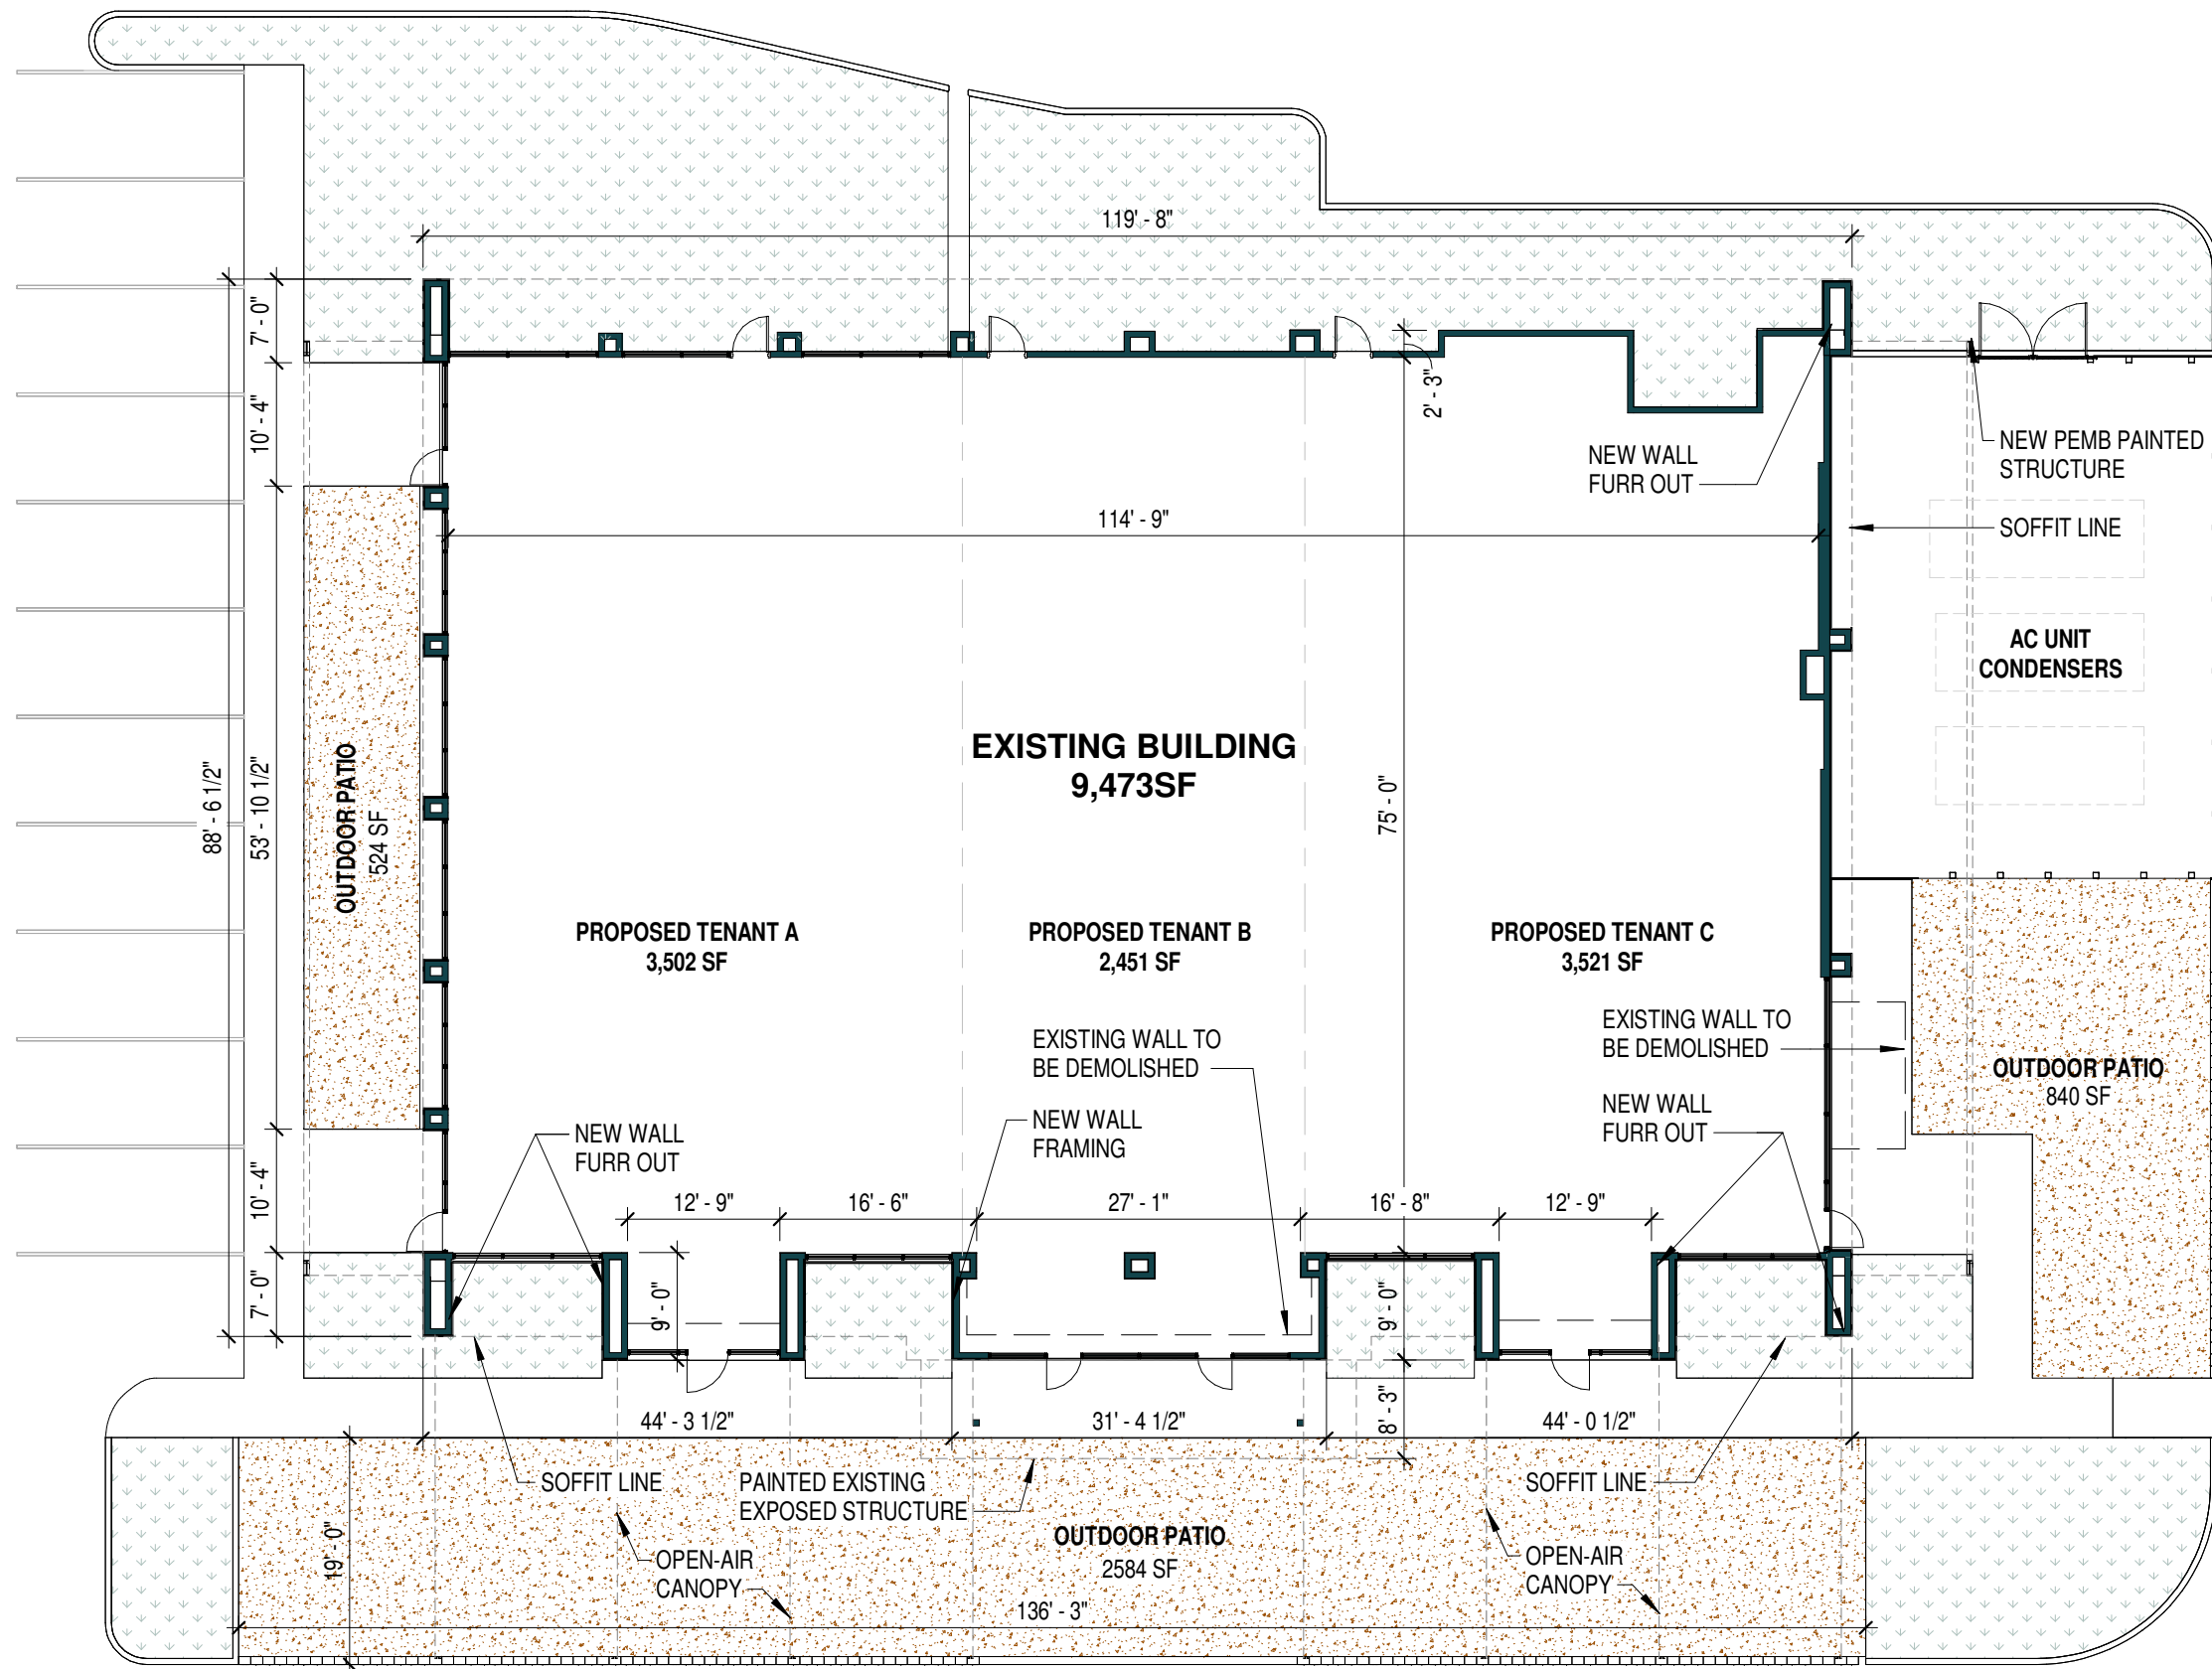 119' - 8"
7' - 0"
10' - 4"
2' - 3"
NEW WALL
FURR OUT
NEW PEMB PAINTED
STRUCTURE
114' - 9"
SOFFIT LINE
AC UNIT
CONDENSERS
EXISTING BUILDING
9,473SF
88' - 6 1/2"
53' - 10 1/2"
OUTDOOR PATIO
524 SF
75' - 0"
PROPOSED TENANT A
3,502 SF
PROPOSED TENANT B
2,451 SF
PROPOSED TENANT C
3,521 SF
EXISTING WALL TO
BE DEMOLISHED
EXISTING WALL TO
BE DEMOLISHED
OUTDOOR PATIO
840 SF
NEW WALL
FURR OUT
NEW WALL
FRAMING
NEW WALL
FURR OUT
10' - 4"
12' - 9"
16' - 6"
27' - 1"
16' - 8"
12' - 9"
7' - 0"
9' - 0"
9' - 0"
44' - 3 1/2"
31' - 4 1/2"
8' - 3"
44' - 0 1/2"
SOFFIT LINE
PAINTED EXISTING
EXPOSED STRUCTURE
SOFFIT LINE
19' - 0"
OPEN-AIR
CANOPY
OUTDOOR PATIO
2584 SF
OPEN-AIR
CANOPY
136' - 3"